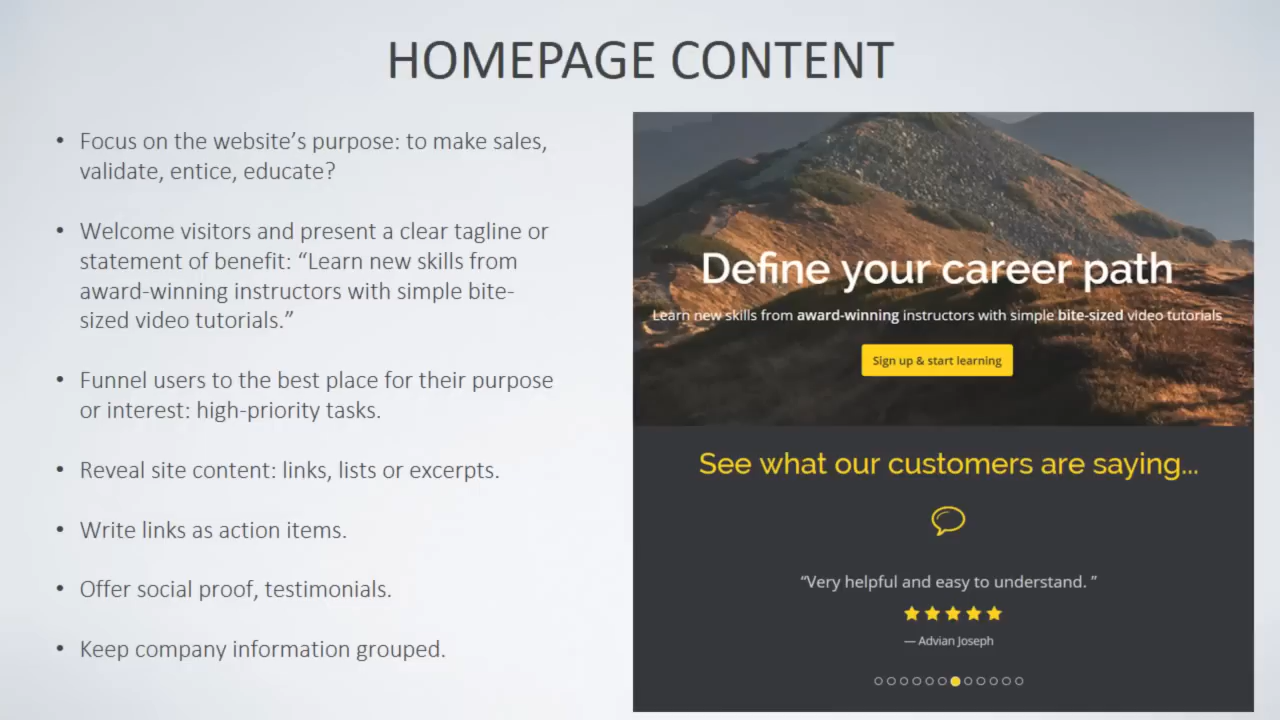 HOMEPAGE CONTENT
• Focus on the website’s purpose: to make sales,
validate, entice, educate?
• Welcome visitors and present a clear tagline or
statement of benefit: “Learn new skills from
award-winning instructors with simple bite-
sized video tutorials.”
• Funnel users to the best place for their purpose
or interest: high-priority tasks.
• Reveal site content: links, lists or excerpts.
• Write links as action items.
• Offer social proof, testimonials.
• Keep company information grouped.
Define your career path
Learn new skills from award-winning instructors with simple bite-sized video tutorials
Sign up & start learning
See what our customers are saying...
“Very helpful and easy to understand. ”
— Advian Joseph